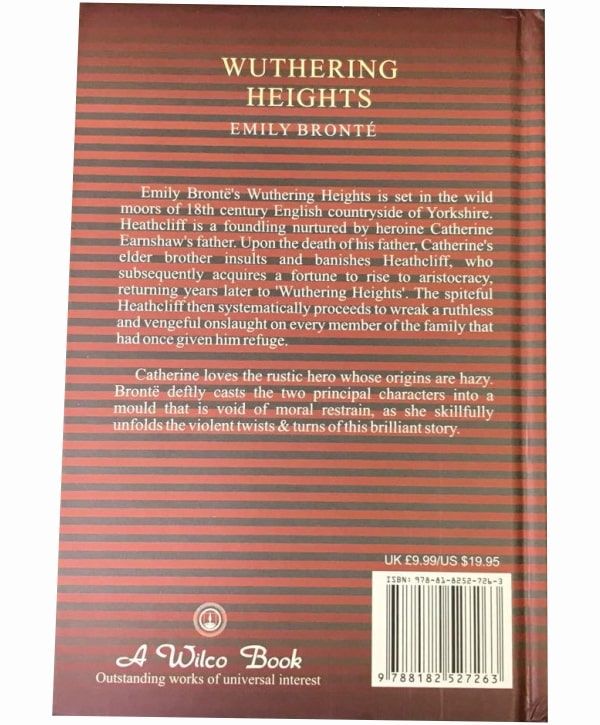 WUTHERING
HEIGHTS
EMILY BRONTÉ
Emily Brontë's Wuthering Heights is set in the wild
moors of 18th century English countryside of Yorkshire.
Heathcliff is a foundling nurtured by heroine Catherine
Earnshaw's father. Upon the death of his father, Catherine's
elder brother insults and banishes Heathcliff, who
subsequently acquires a fortune to rise to aristocracy,
returning years later to 'Wuthering Heights'. The spiteful
Heathcliff then systematically proceeds to wreak a ruthless
and vengeful onslaught on every member of the family that
had once given him refuge.
Catherine loves the rustic hero whose origins are hazy.
Brontë deftly casts the two principal characters into a
mould that is void of moral restrain, as she skillfully
unfolds the violent twists & turns of this brilliant story.
UK £9.99/US $19.95
ISBN: 978-81-8252-726-3
9 788182 527263
A Wilco Book
Outstanding works of universal interest